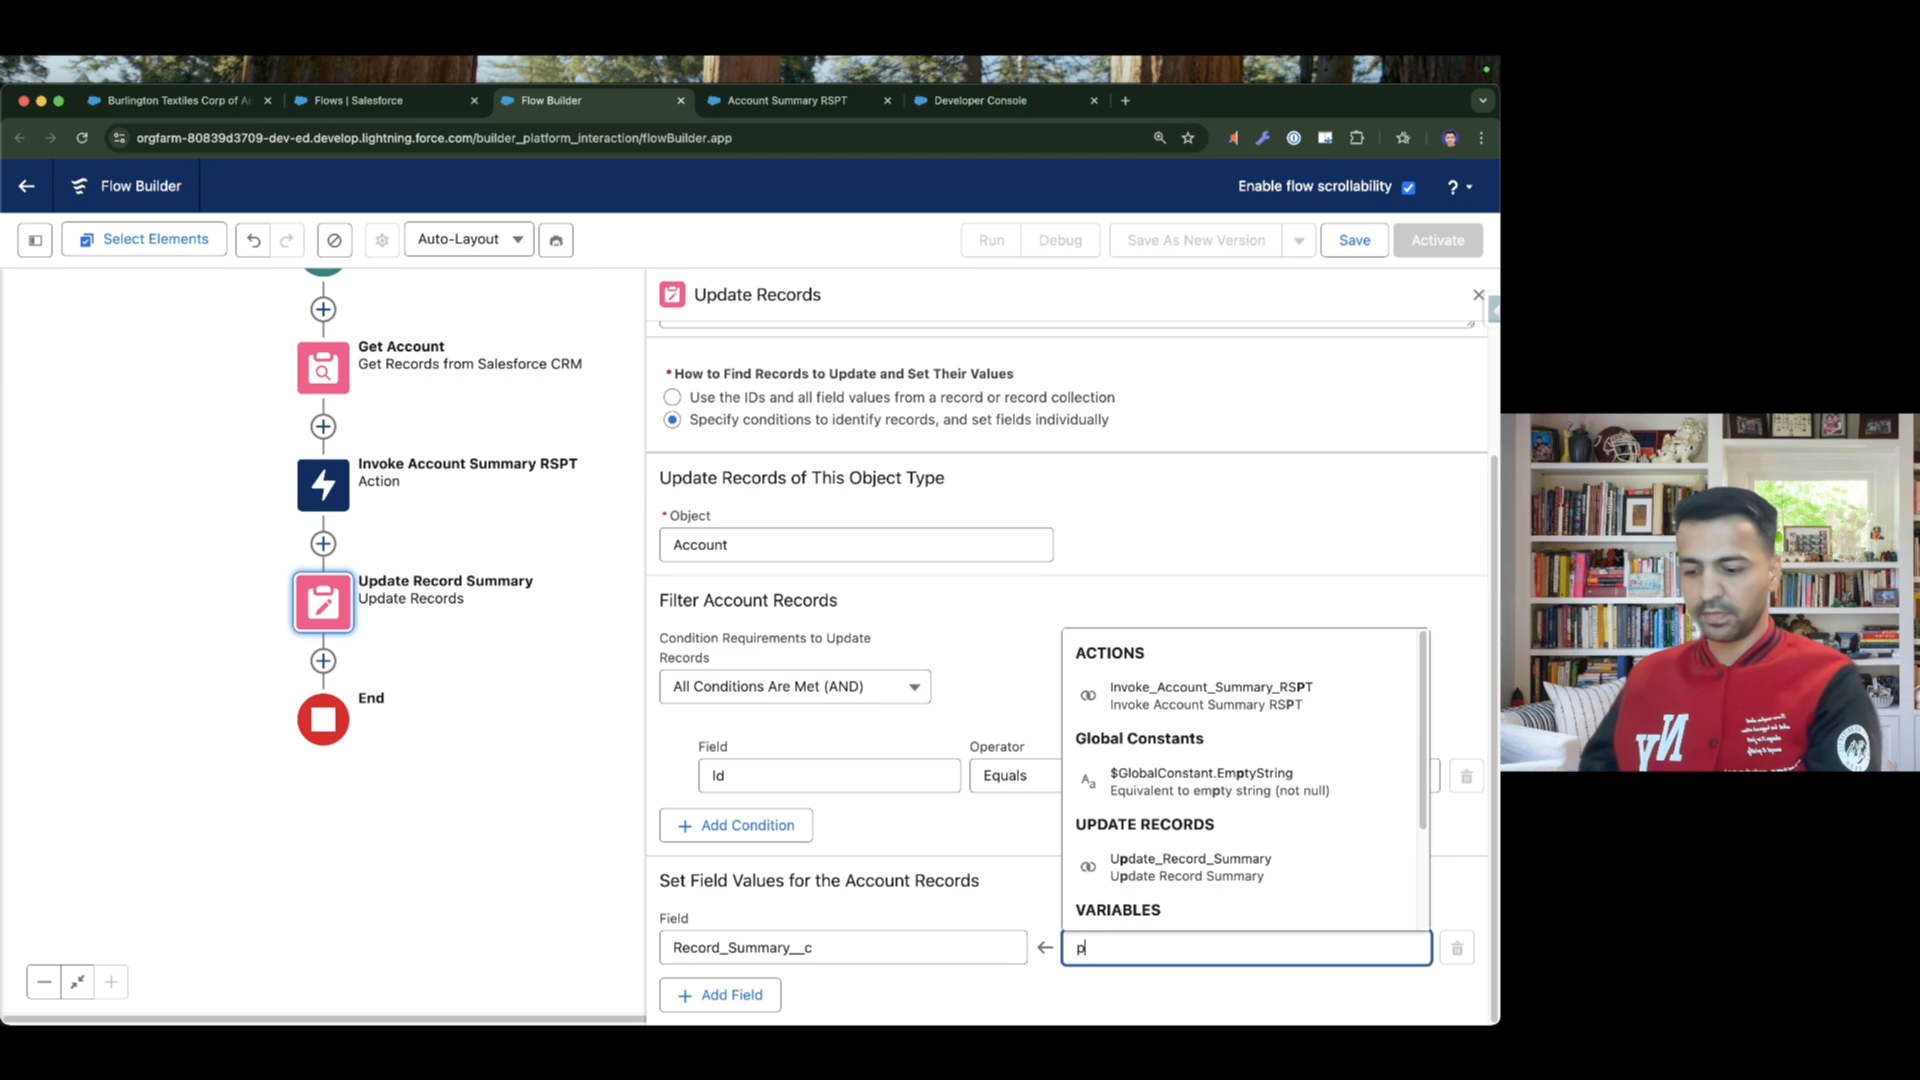 Burlington Textiles Corp of Ar
Flows | Salesforce
Flow Builder
Account Summary RSPT
Developer Console
orgfarm-80839d3709-dev-ed.develop.lightning.force.com/builder_platform_interaction/flowBuilder.app
Flow Builder
Enable flow scrollability
?
Select Elements
Auto-Layout
Run
Debug
Save As New Version
Save
Activate
Get Account
Get Records from Salesforce CRM
Invoke Account Summary RSPT
Action
Update Record Summary
Update Records
End
Update Records
*How to Find Records to Update and Set Their Values
Use the IDs and all field values from a record or record collection
Specify conditions to identify records, and set fields individually
Update Records of This Object Type
*Object
Account
Filter Account Records
Condition Requirements to Update
Records
All Conditions Are Met (AND)
Field
Operator
Id
Equals
Add Condition
ACTIONS
Invoke_Account_Summary_RSPT
Invoke Account Summary RSPT
Global Constants
$GlobalConstant.EmptyString
Equivalent to empty string (not null)
UPDATE RECORDS
Update_Record_Summary
Update Record Summary
VARIABLES
Set Field Values for the Account Records
Field
Record_Summary__c
p
Add Field
NY